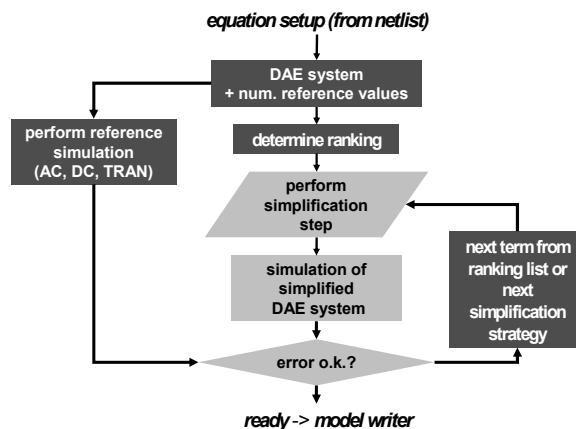 equation setup (from netlist)
DAE system
+ num. reference values
perform reference
simulation
(AC, DC, TRAN)
determine ranking
perform
simplification
step
next term from
ranking list or
next
simplification
strategy
simulation of
simplified
DAE system
error o.k.?
ready -> model writer